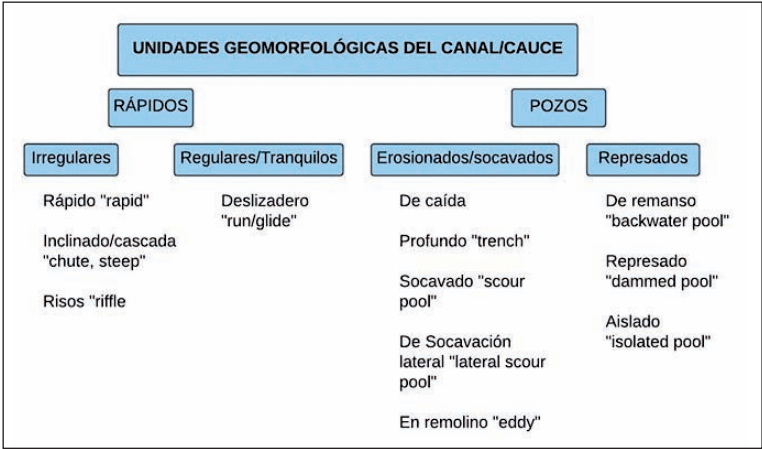 UNIDADES GEOMORFOLÓGICAS DEL CANAL/CAUCE
RÁPIDOS
POZOS
Irregulares
Regulares/Tranquilos
Erosionados/socavados
Represados
Rápido "rapid"
Inclinado/cascada
"chute, steep"
Risos "riffle
Deslizadero
"run/glide"
De caída
Profundo "trench"
Socavado "scour
pool"
De Socavación
lateral "lateral scour
pool"
En remolino "eddy"
De remanso
"backwater pool"
Represado
"dammed pool"
Aislado
"isolated pool"